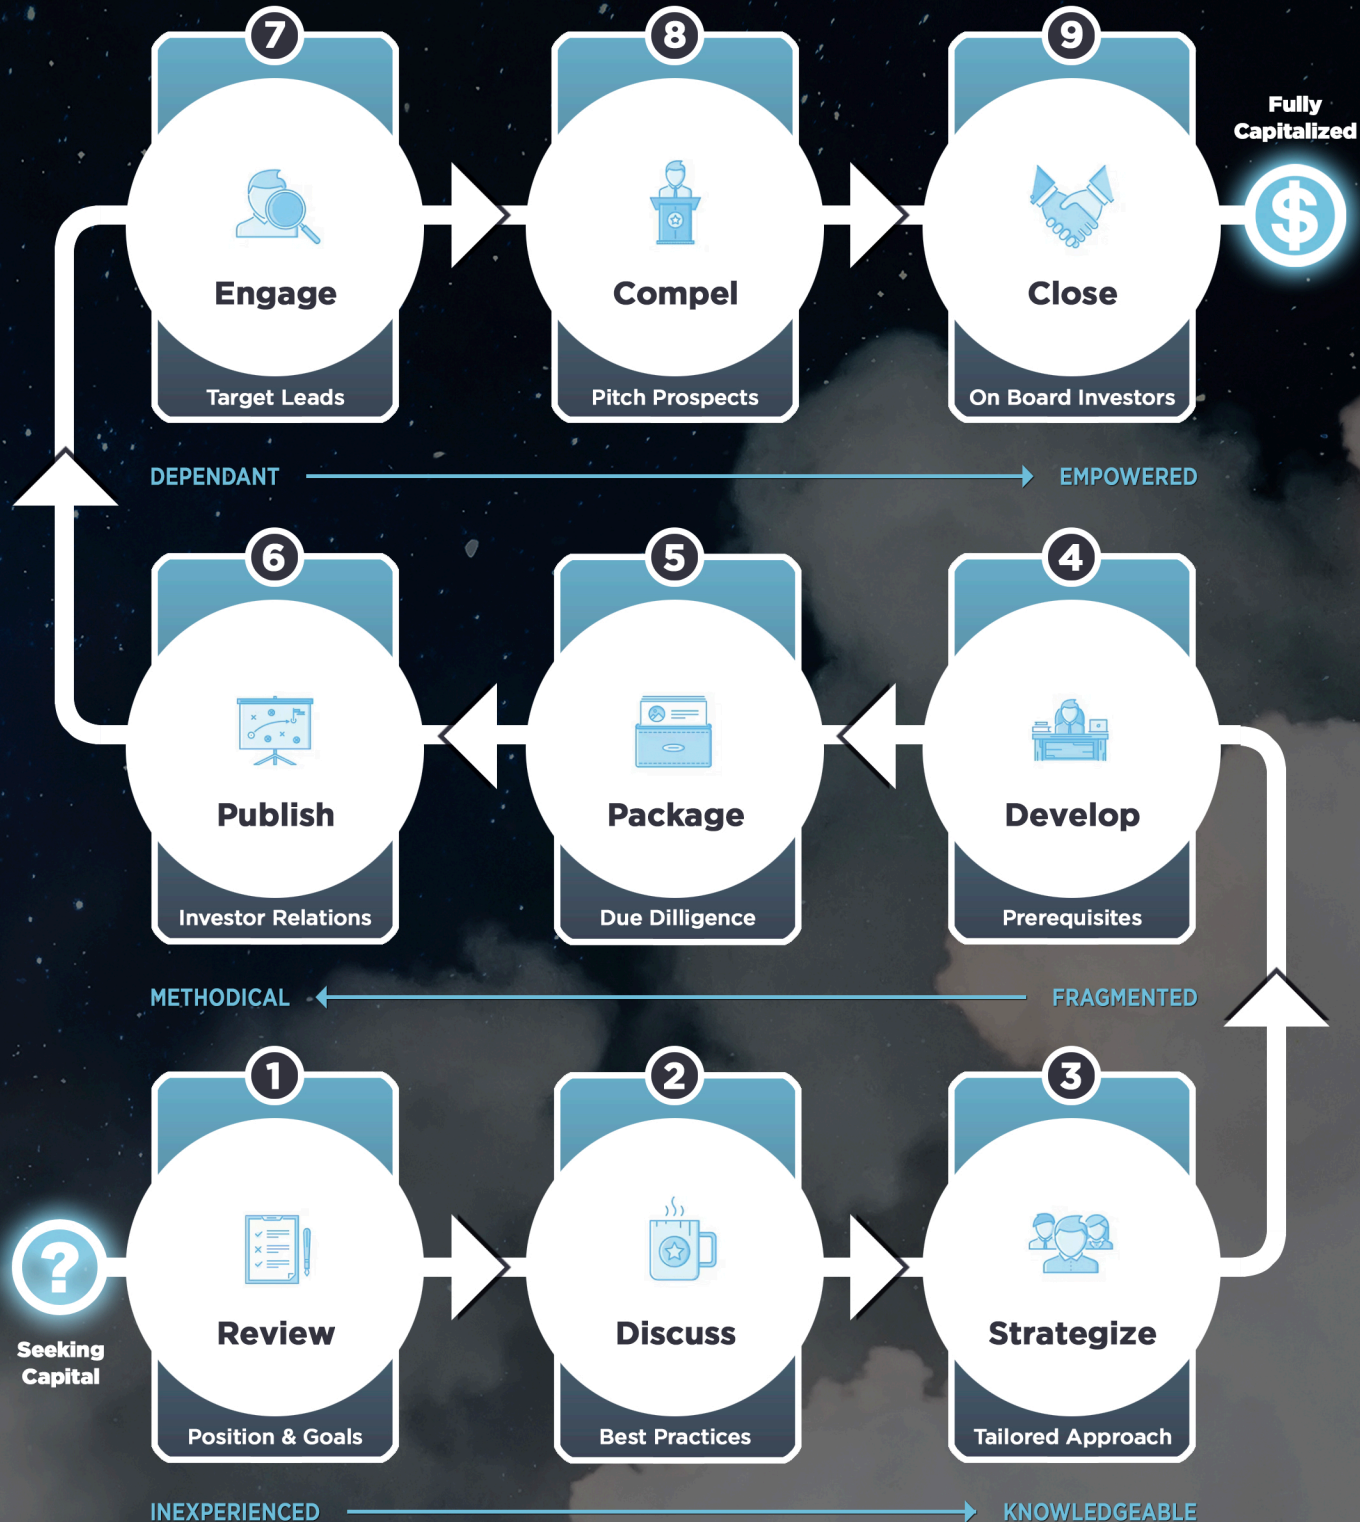 7
8
9
Fully
Capitalized
$
Engage
Compel
Close
Target Leads
Pitch Prospects
On Board Investors
DEPENDANT
EMPOWERED
6
5
4
Publish
Package
Develop
Investor Relations
Due Dilligence
Prerequisites
METHODICAL
FRAGMENTED
1
2
3
?
Seeking
Capital
Review
Discuss
Strategize
Position & Goals
Best Practices
Tailored Approach
INEXPERIENCED
KNOWLEDGEABLE